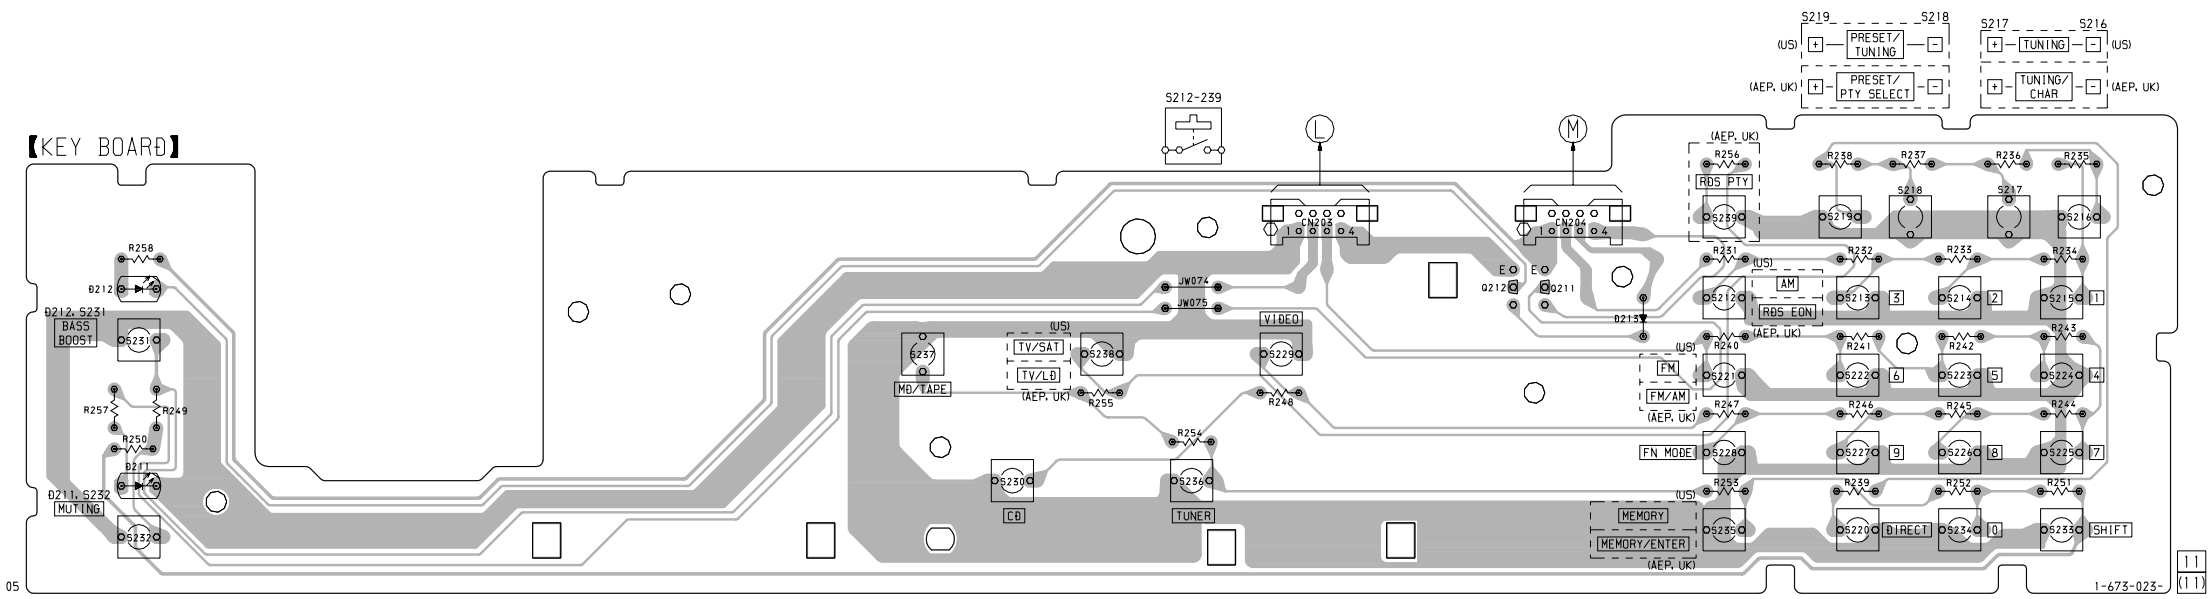 S219
S218
S217
S216
(US)
+
PRESET/
TUNING
-
+
TUNING
-
(US)
(AEP, UK)
+
PRESET/
PTY SELECT
-
+
TUNING/
CHAR
-
(AEP, UK)
S212-239
L
M
【KEY BOARD】
(AEP, UK)
R256
RDS PTY
S239
R238
R237
R236
R235
S219
S218
S217
S216
CN203
1
4
CN204
1
4
R258
D212
D212, S231
BASS
BOOST
S231
R257
R249
R250
D211
D211, S232
MUTING
S232
JW074
JW075
E
E
Q212
Q211
D213
R231
(US)
R232
R233
R234
AM
RDS EON
(AEP, UK)
S212
S213
3
S214
2
S215
1
VIDEO
(US)
TV/SAT
TV/LD
(AEP, UK)
S237
MD/TAPE
S238
S229
R255
R248
(US)
R240
R241
R242
R243
FM
FM/AM
(AEP, UK)
S221
S222
6
S223
5
S224
4
R247
R246
R245
R244
R254
FN MODE
S228
S227
9
S226
8
S225
7
S230
CD
S236
TUNER
(US)
R253
R239
R252
R251
MEMORY
MEMORY/ENTER
(AEP, UK)
S235
S220
DIRECT
S234
0
S233
SHIFT
05
1-673-023-
11
(11)